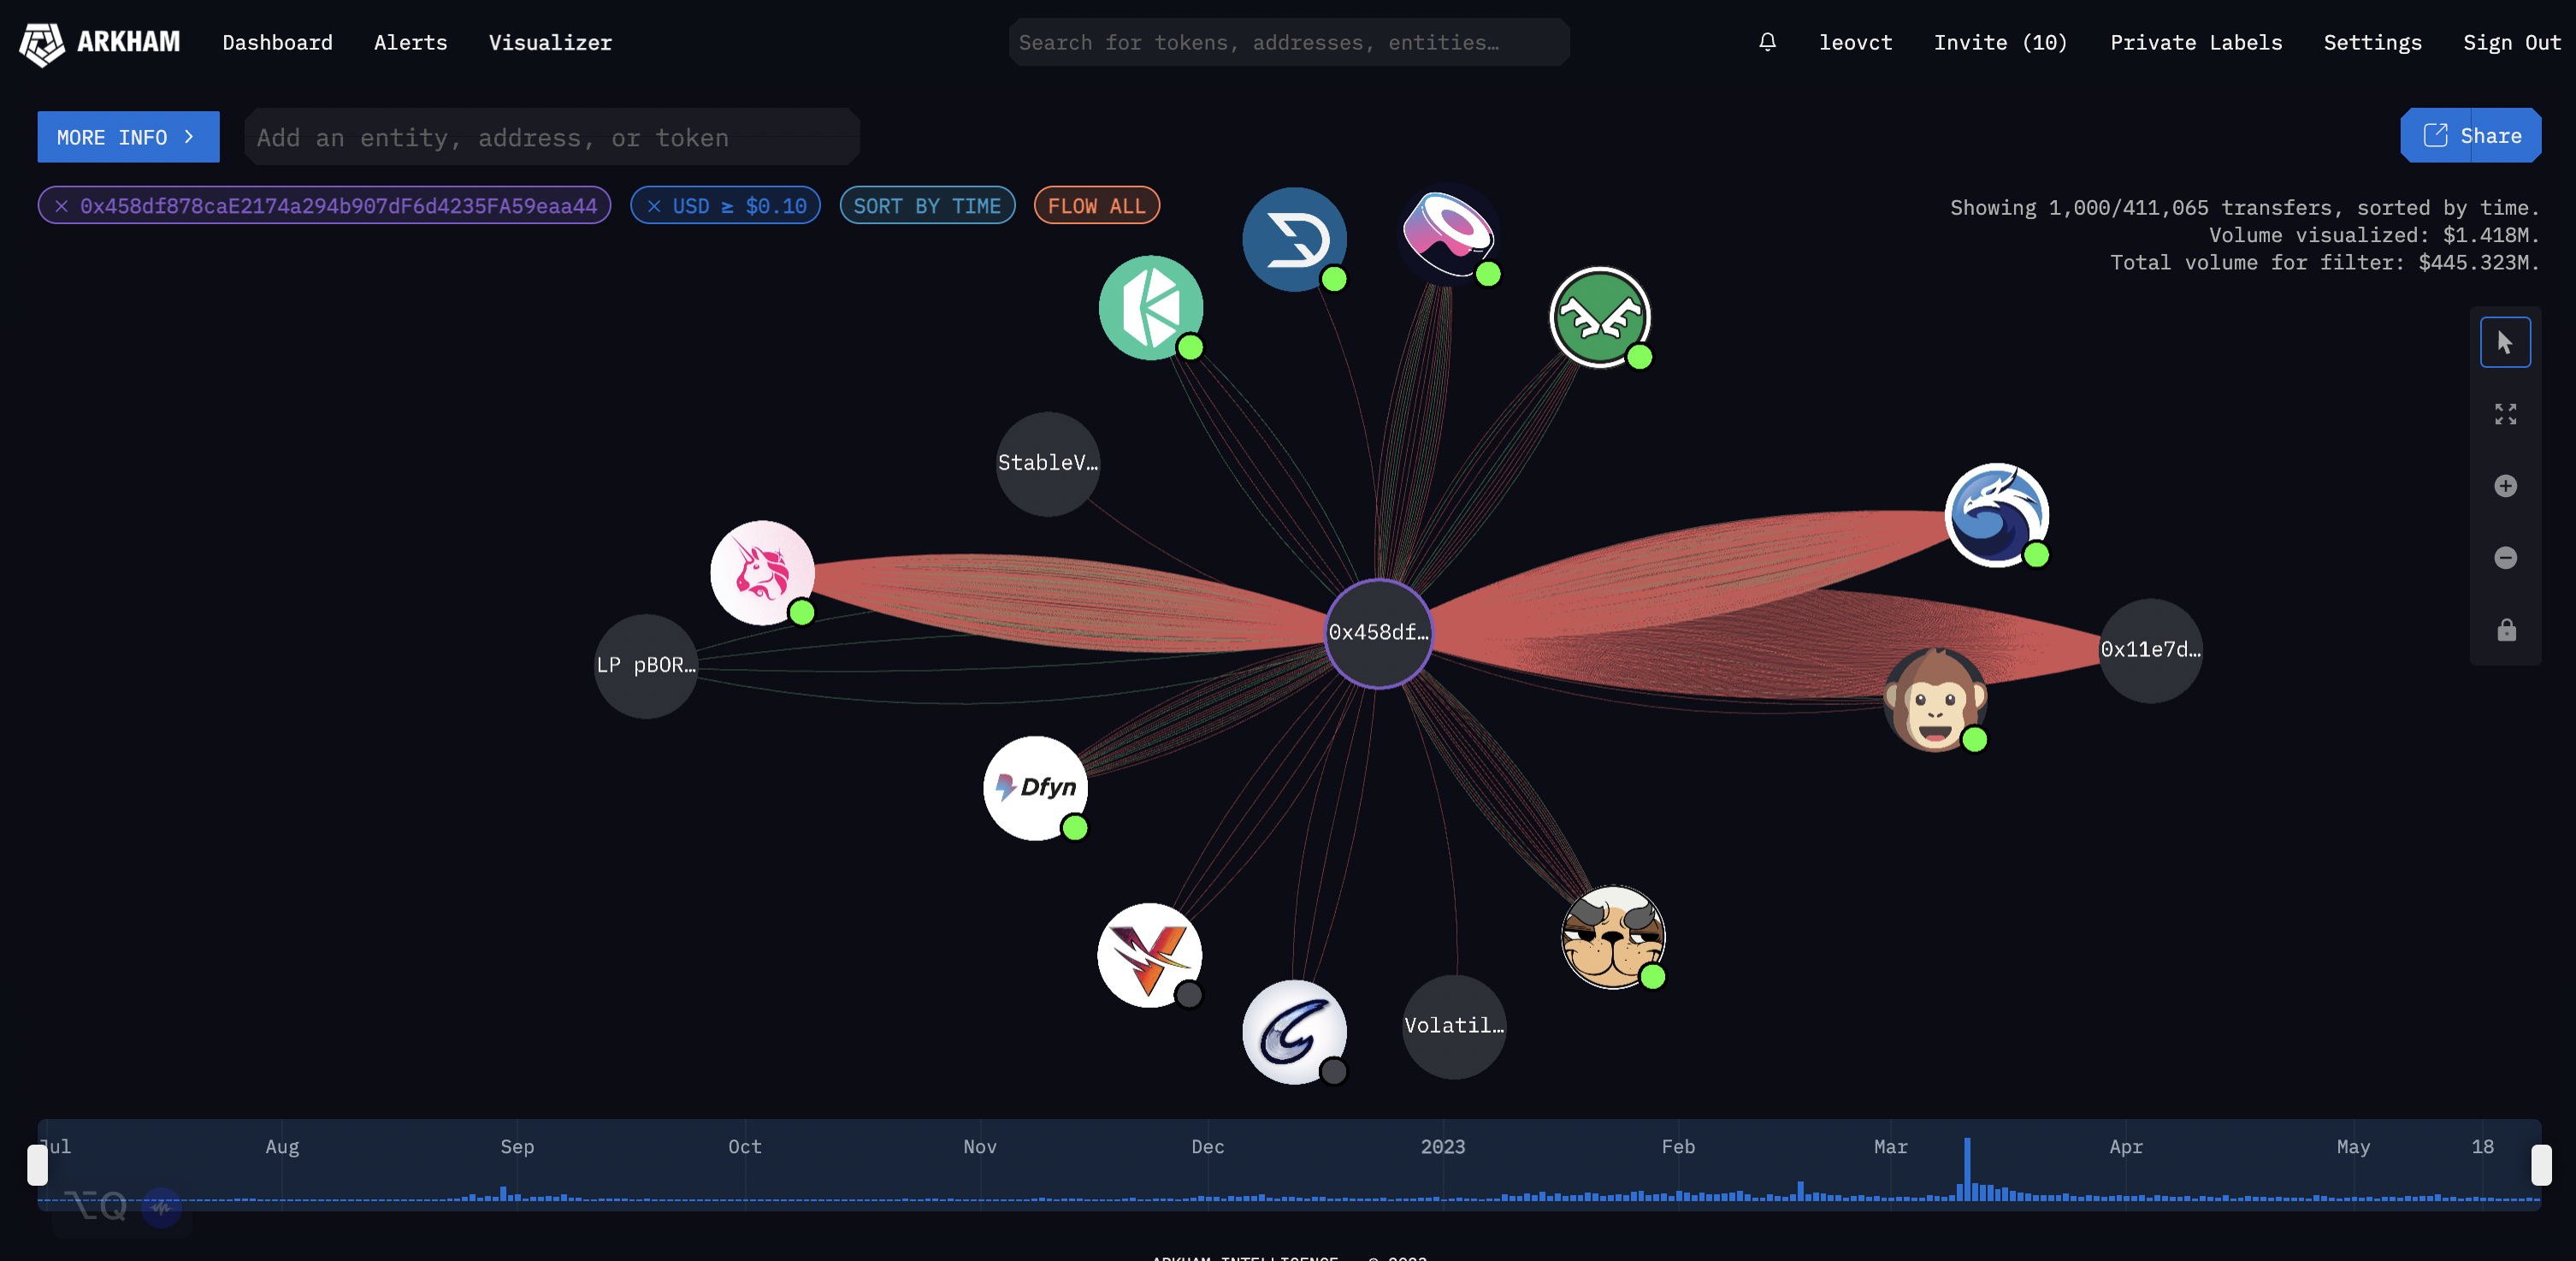 ARKHAM Dashboard Alerts Visualizer Search for tokens, addresses, entities… leovct Invite (10) Private Labels Settings Sign Out
MORE INFO Add an entity, address, or token Share
0x458df878caE2174a294b907dF6d4235FA59eaa44 USD ≥ $0.10 SORT BY TIME FLOW ALL
Showing 1,000/411,065 transfers, sorted by time.
Volume visualized: $1.418M.
Total volume for filter: $445.323M.
StableV…
0x458df…
0x11e7d…
LP pBOR…
Dfyn
Volatil…
Jul Aug Sep Oct Nov Dec 2023 Feb Mar Apr May 18
⌥Q
ARKHAM INTELLIGENCE - © 2023